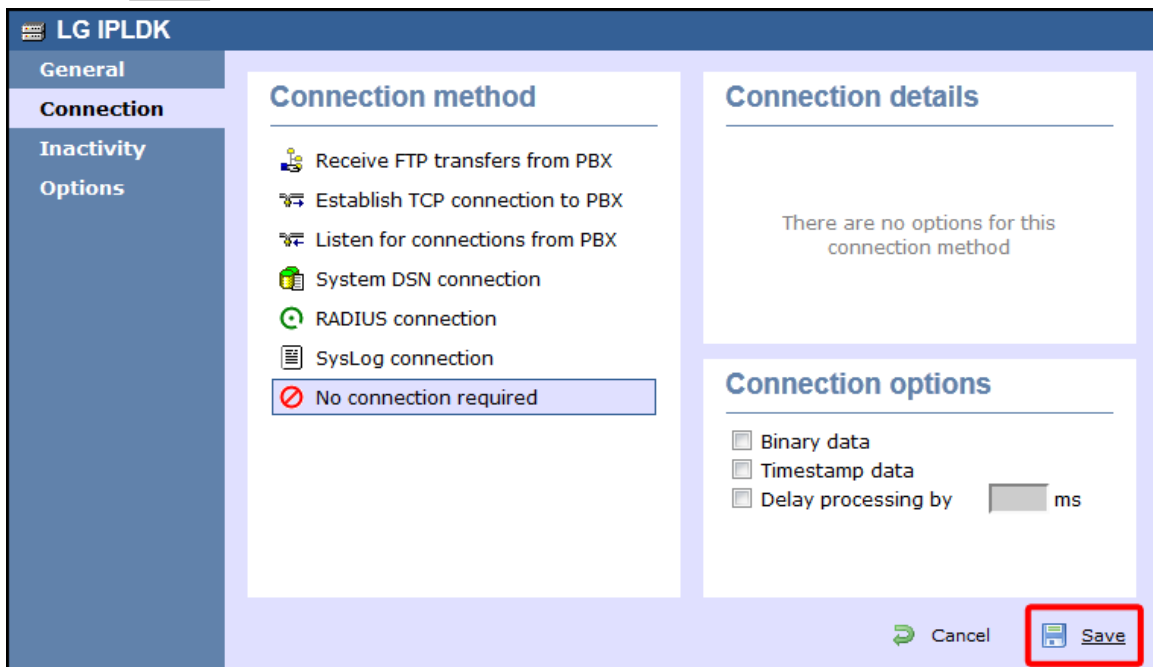 LG IPLDK
General
Connection
Inactivity
Options
Connection method
Receive FTP transfers from PBX
Establish TCP connection to PBX
Listen for connections from PBX
System DSN connection
RADIUS connection
SysLog connection
No connection required
Connection details
There are no options for this
connection method
Connection options
Binary data
Timestamp data
Delay processing by ms
Cancel
Save